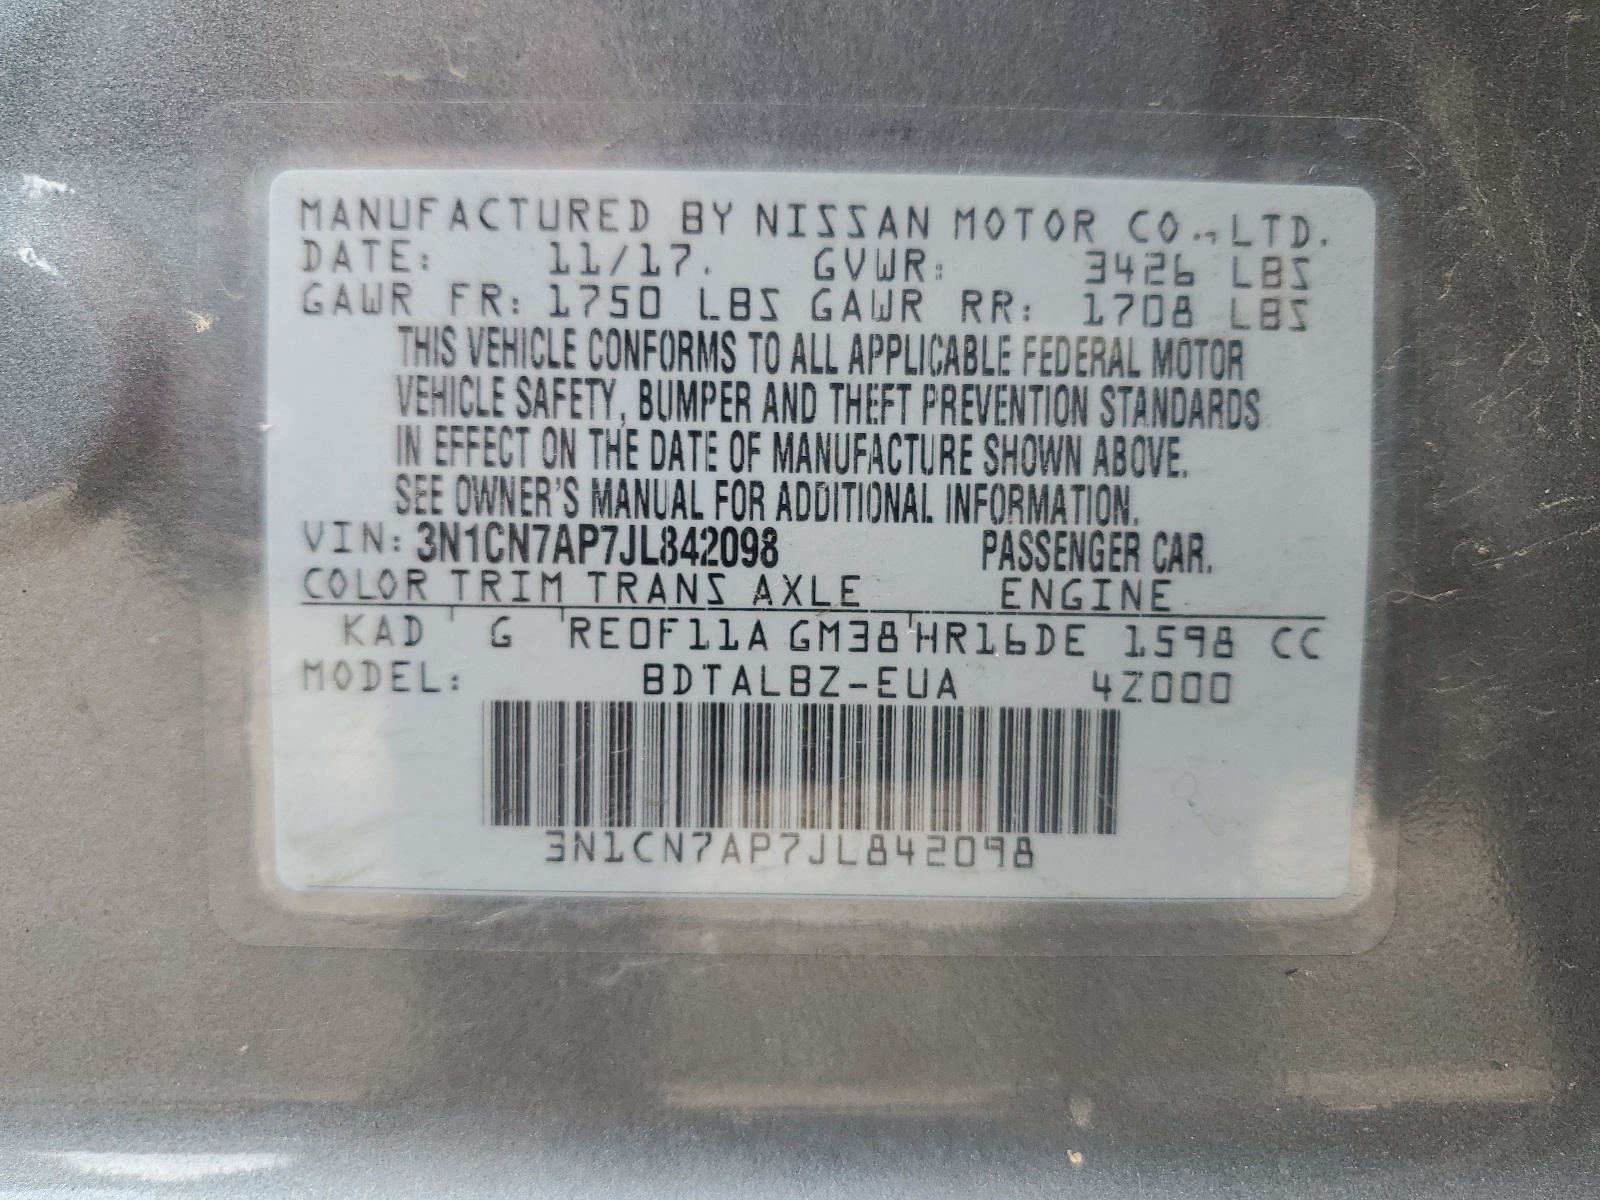 MANUFACTURED BY NISSAN MOTOR CO., LTD.
DATE: 11/17. GVWR: 3426 LBS
GAWR FR: 1750 LBS GAWR RR: 1708 LBS
THIS VEHICLE CONFORMS TO ALL APPLICABLE FEDERAL MOTOR
VEHICLE SAFETY, BUMPER AND THEFT PREVENTION STANDARDS
IN EFFECT ON THE DATE OF MANUFACTURE SHOWN ABOVE.
SEE OWNER'S MANUAL FOR ADDITIONAL INFORMATION.
VIN: 3N1CN7AP7JL842098 PASSENGER CAR.
COLOR TRIM TRANS AXLE ENGINE
KAD G RE0F11A GM38 HR16DE 1598 CC
MODEL: BDTALBZ-EUA 4Z000
3N1CN7AP7JL842098